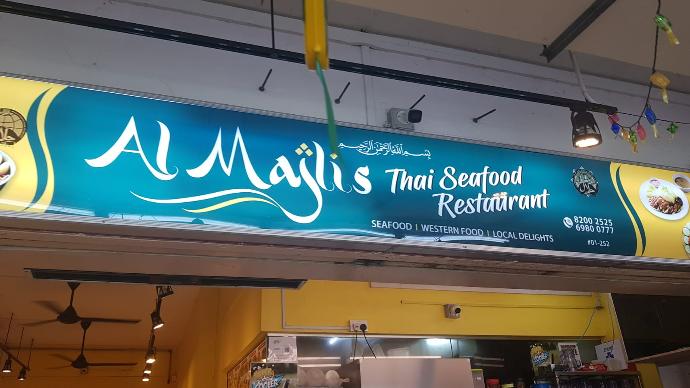 Al Majlis
بسم الله الرحمن الرحيم
Thai Seafood
Restaurant
SEAFOOD | WESTERN FOOD | LOCAL DELIGHTS
8200 2525
6980 0777
#01-252